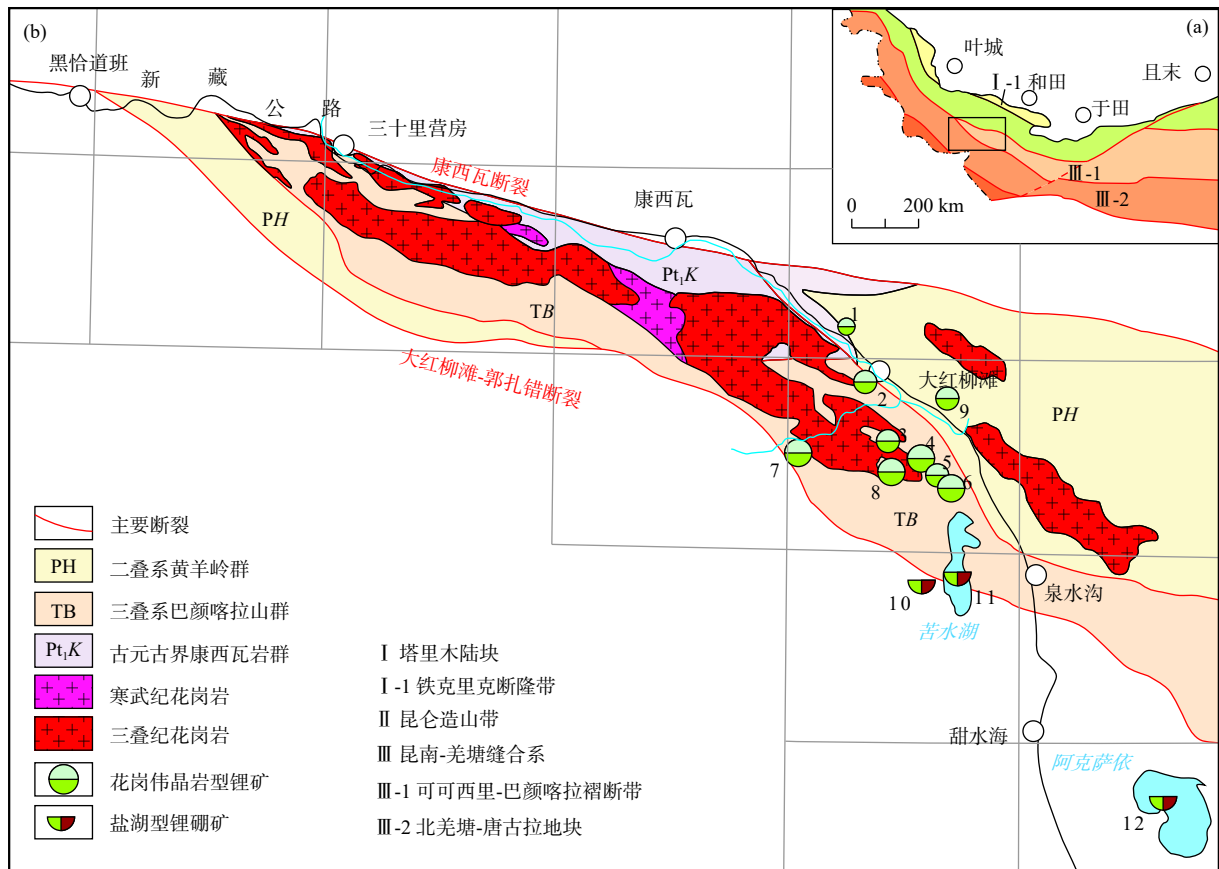 (b)
黑恰道班
新藏公路
三十里营房
康西瓦断裂
康西瓦
PH
TB
Pt₁K
大红柳滩-郭扎错断裂
1
2
大红柳滩
9
3
4
5
6
7
8
PH
TB
10
11
苦水湖
泉水沟
甜水海
阿克萨依
12
(a)
叶城
Ⅰ-1
和田
于田
且末
Ⅲ-1
Ⅲ-2
0 200 km
主要断裂
PH 二叠系黄羊岭群
TB 三叠系巴颜喀拉山群
Pt₁K 古元古界康西瓦岩群
寒武纪花岗岩
三叠纪花岗岩
花岗伟晶岩型锂矿
盐湖型锂硼矿
Ⅰ 塔里木陆块
Ⅰ-1 铁克里克断隆带
Ⅱ 昆仑造山带
Ⅲ 昆南-羌塘缝合系
Ⅲ-1 可可西里-巴颜喀拉褶断带
Ⅲ-2 北羌塘-唐古拉地块